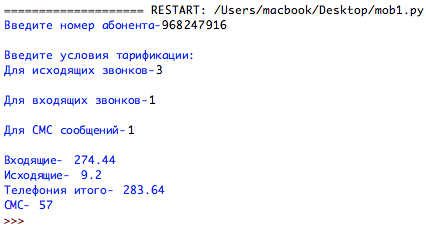 ==================== RESTART: /Users/macbook/Desktop/mob1.py
Введите номер абонента-968247916
Введите условия тарификации:
Для исходящих звонков-3
Для входящих звонков-1
Для СМС сообщений-1
Входящие- 274.44
Исходящие- 9.2
Телефония итого- 283.64
СМС- 57
>>>